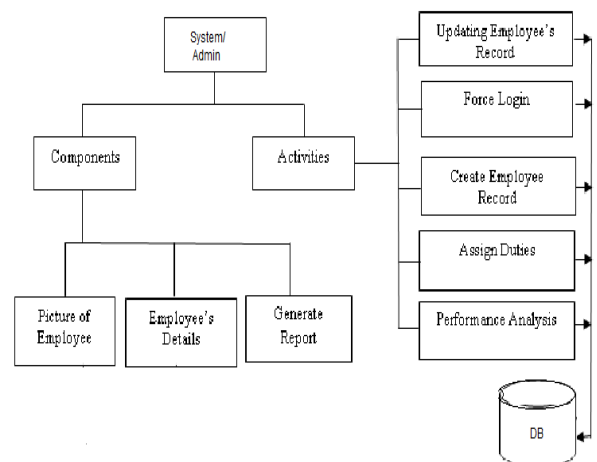 System/
Admin
Components
Activities
Picture of
Employee
Employee's
Details
Generate
Report
Updating Employee's
Record
Force Login
Create Employee
Record
Assign Duties
Performance Analysis
DB